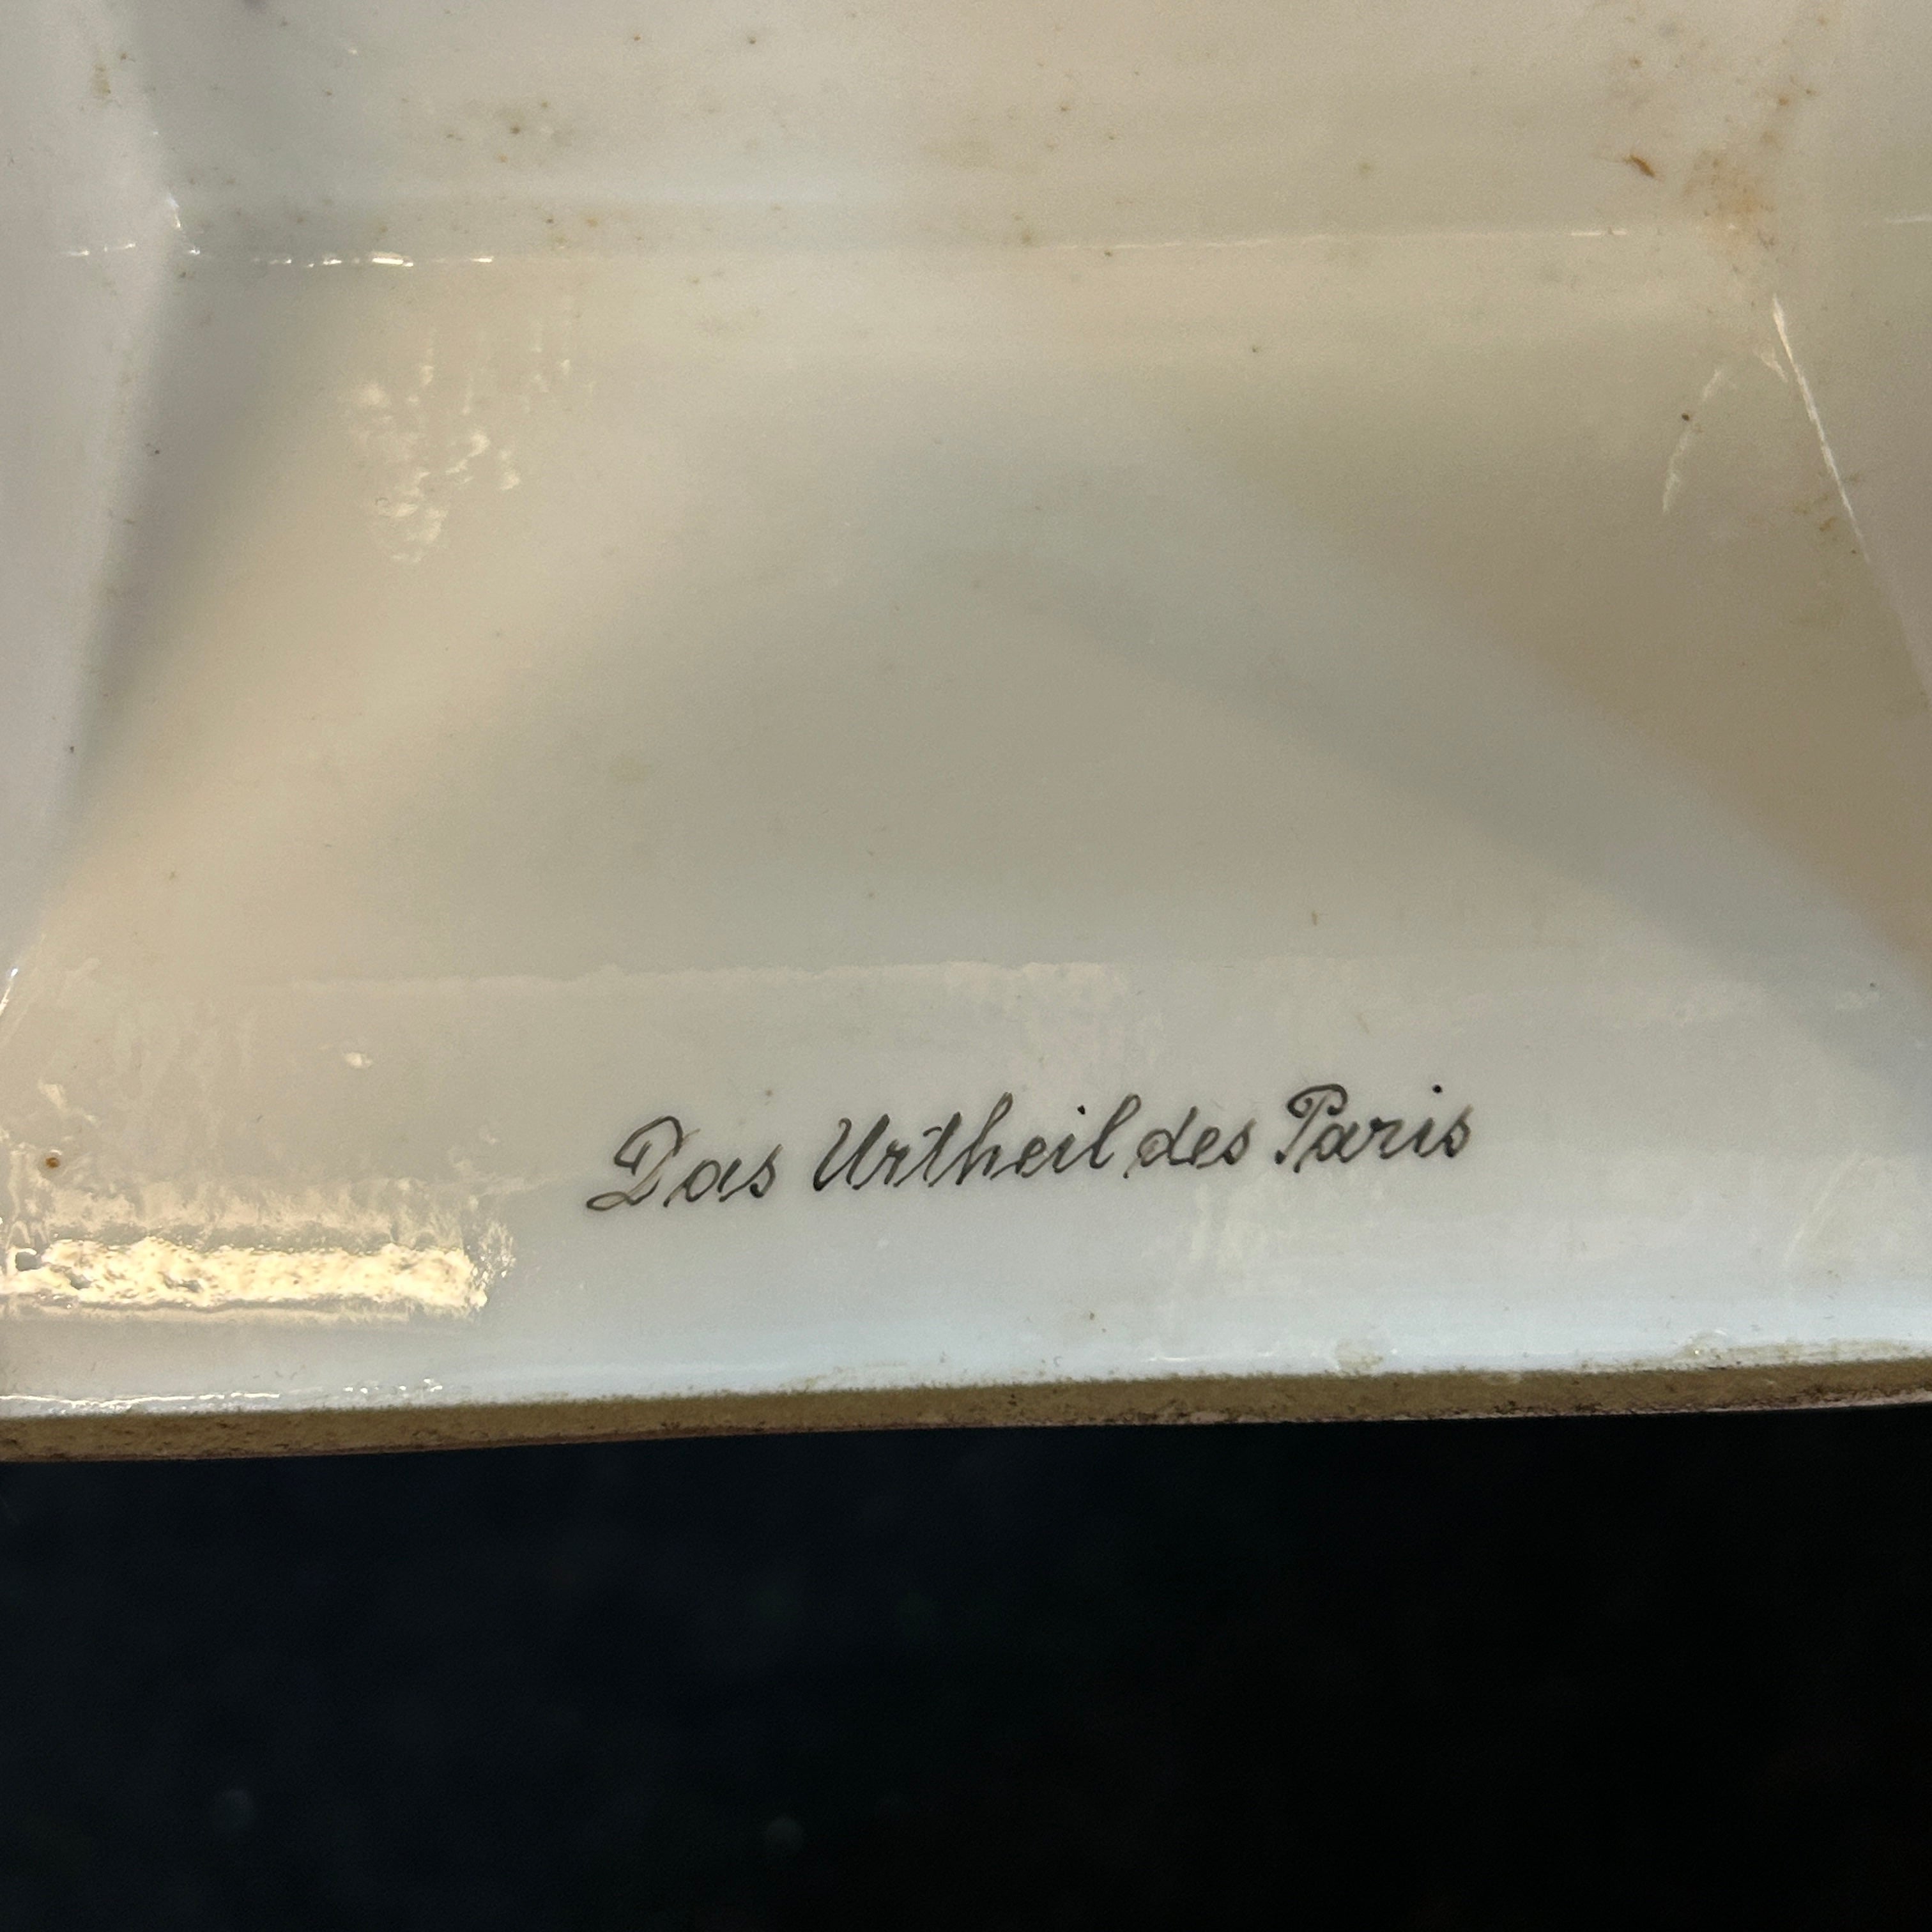 Das Urtheil des Paris